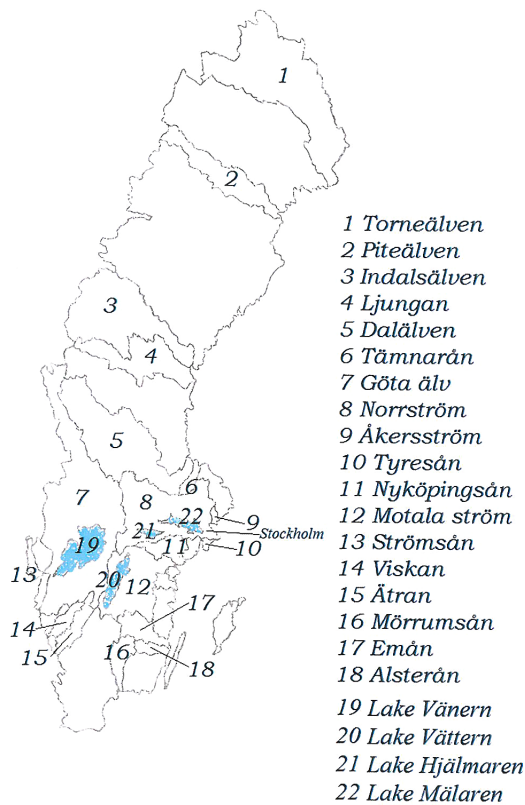 1
2
3
4
5
6
7
8
22
9
21
Stockholm
19
11
10
13
20
12
17
14
15
16
18
1 Torneälven
2 Piteälven
3 Indalsälven
4 Ljungan
5 Dalälven
6 Tämnarån
7 Göta älv
8 Norrström
9 Åkersström
10 Tyresån
11 Nyköpingsån
12 Motala ström
13 Strömsån
14 Viskan
15 Ätran
16 Mörrumsån
17 Emån
18 Alsterån
19 Lake Vänern
20 Lake Vättern
21 Lake Hjälmaren
22 Lake Mälaren